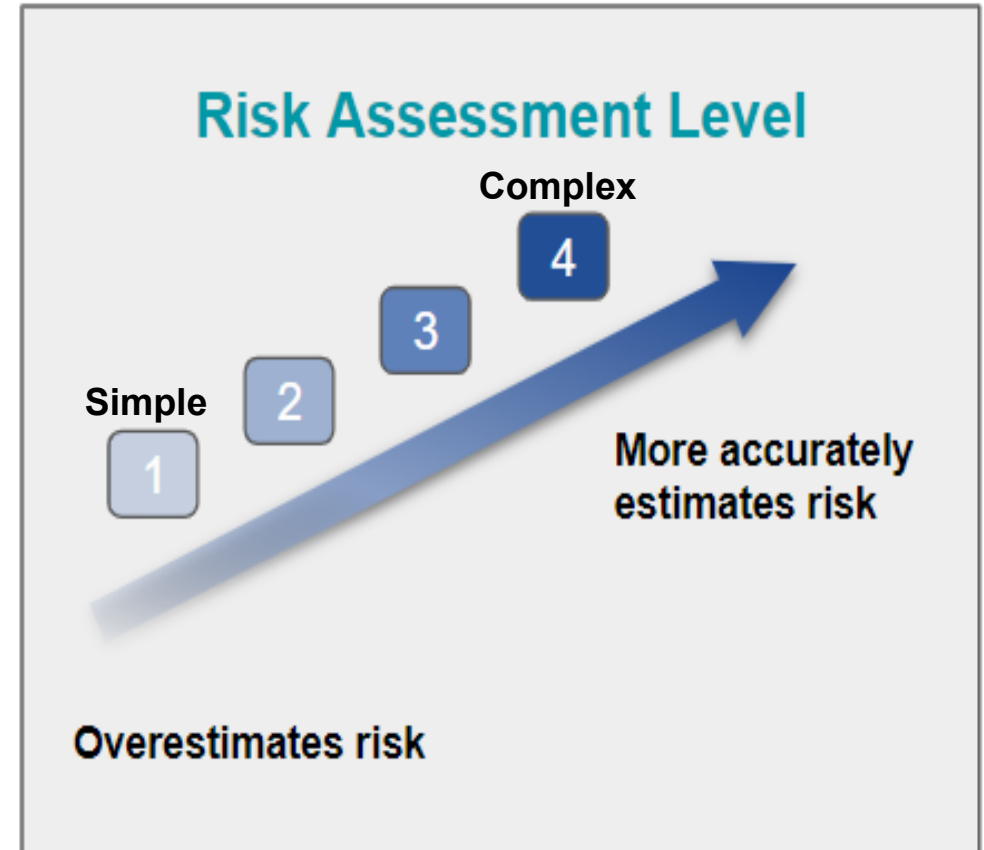 Risk Assessment Level
Complex
4
3
2
Simple
1
More accurately
estimates risk
Overestimates risk